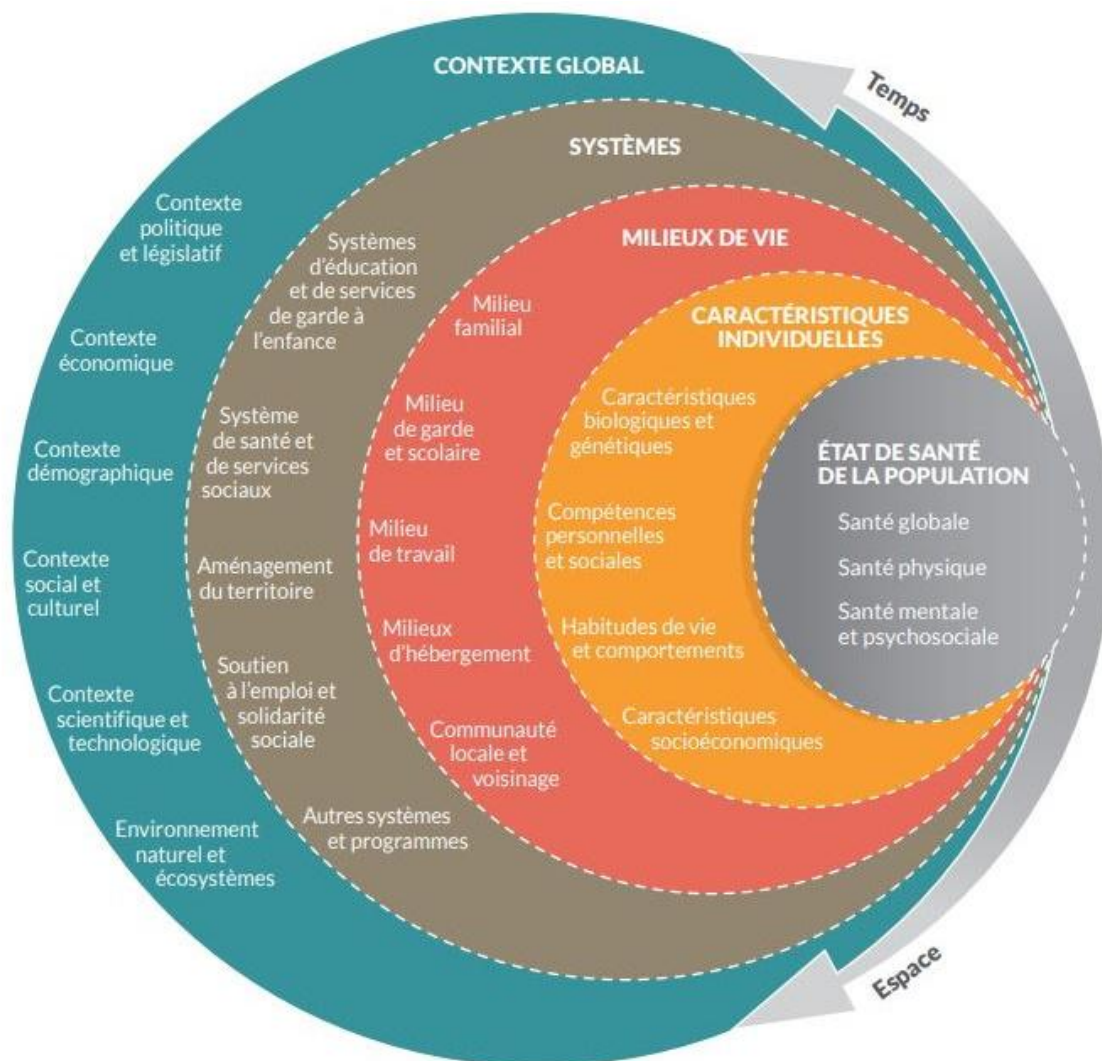 CONTEXTE GLOBAL
Contexte
politique
et législatif
Contexte
économique
Contexte
démographique
Contexte
social et
culturel
Contexte
scientifique et
technologique
Environnement
naturel et
écosystèmes
SYSTÈMES
Systèmes
d'éducation
et de services
de garde à
l'enfance
Système
de santé et
de services
sociaux
Aménagement
du territoire
Soutien
à l'emploi et
solidarité
sociale
Autres systèmes
et programmes
MILIEUX DE VIE
Milieu
familial
Milieu
de garde
et scolaire
Milieu
de travail
Milieux
d'hébergement
Communauté
locale et
voisinage
CARACTÉRISTIQUES
INDIVIDUELLES
Caractéristiques
biologiques et
génétiques
Compétences
personnelles
et sociales
Habitudes de vie
et comportements
Caractéristiques
socioéconomiques
ÉTAT DE SANTÉ
DE LA POPULATION
Santé globale
Santé physique
Santé mentale
et psychosociale
Temps
Espace